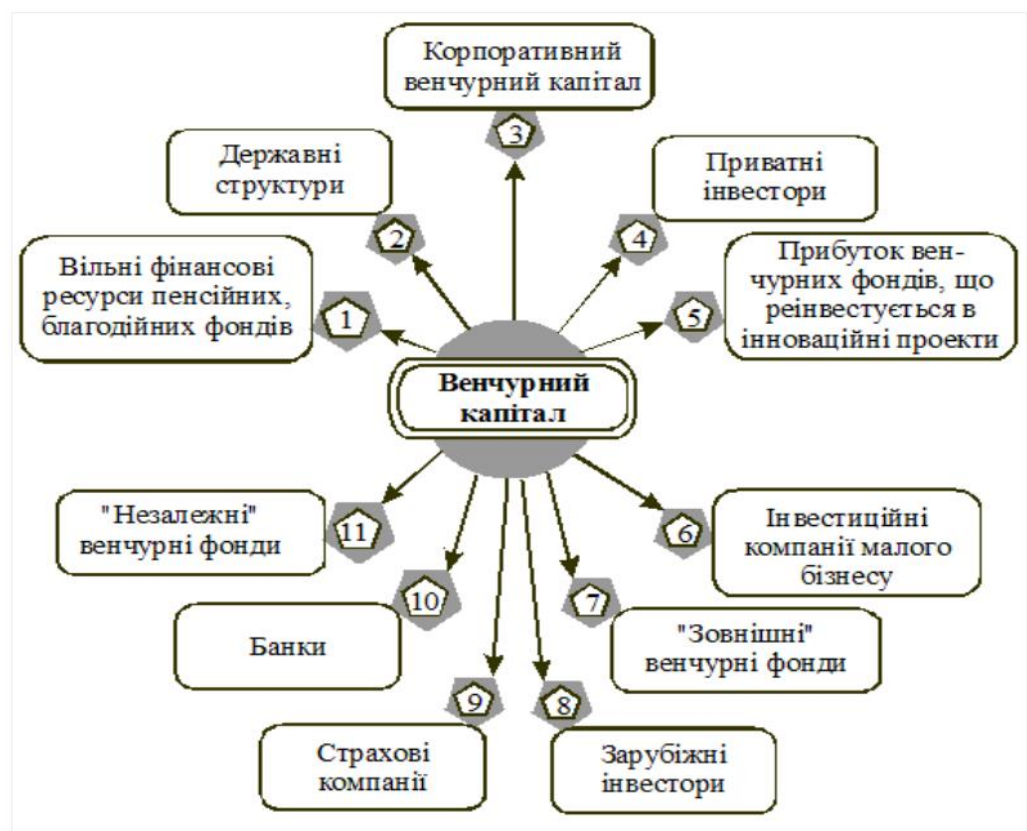 Корпоративний
венчурний капітал
3
Державні
структури
2
Приватні
інвестори
4
Вільні фінансові
ресурси пенсійних,
благодійних фондів
1
Прибуток вен-
чурних фондів, що
реінвестується в
інноваційні проекти
5
Венчурний
капітал
"Незалежні"
венчурні фонди
11
Інвестиційні
компанії малого
бізнесу
6
Банки
10
"Зовнішні"
венчурні фонди
7
Страхові
компанії
9
Зарубіжні
інвестори
8